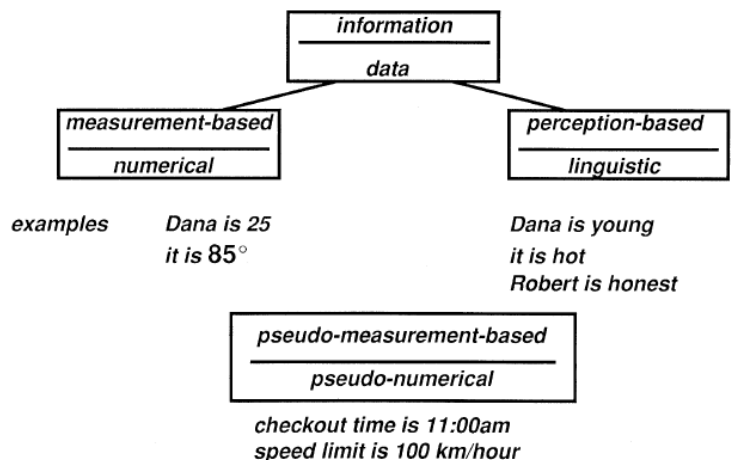 information
data
measurement-based
numerical
perception-based
linguistic
examples Dana is 25 Dana is young
it is 85° it is hot
Robert is honest
pseudo-measurement-based
pseudo-numerical
checkout time is 11:00am
speed limit is 100 km/hour